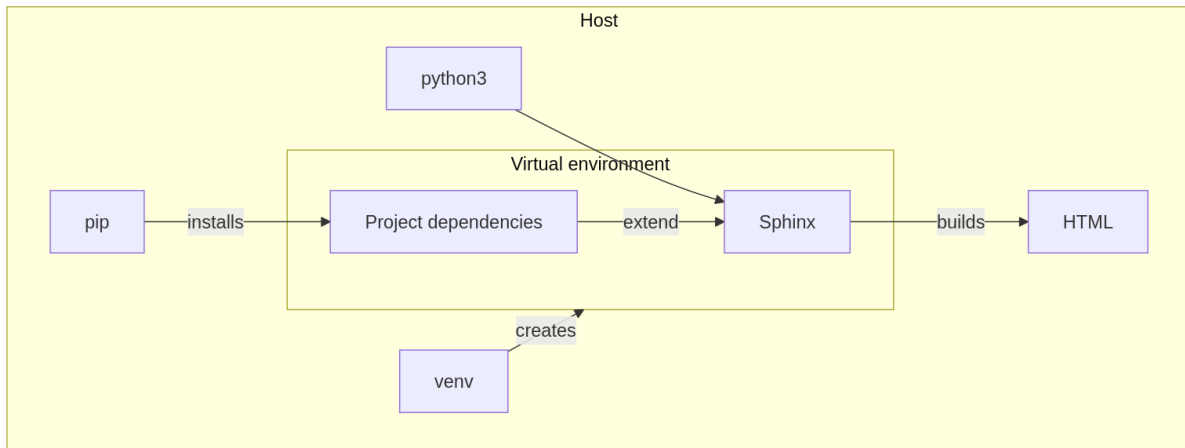 Host
python3
Virtual environment
pip
installs
Project dependencies
extend
Sphinx
builds
HTML
creates
venv